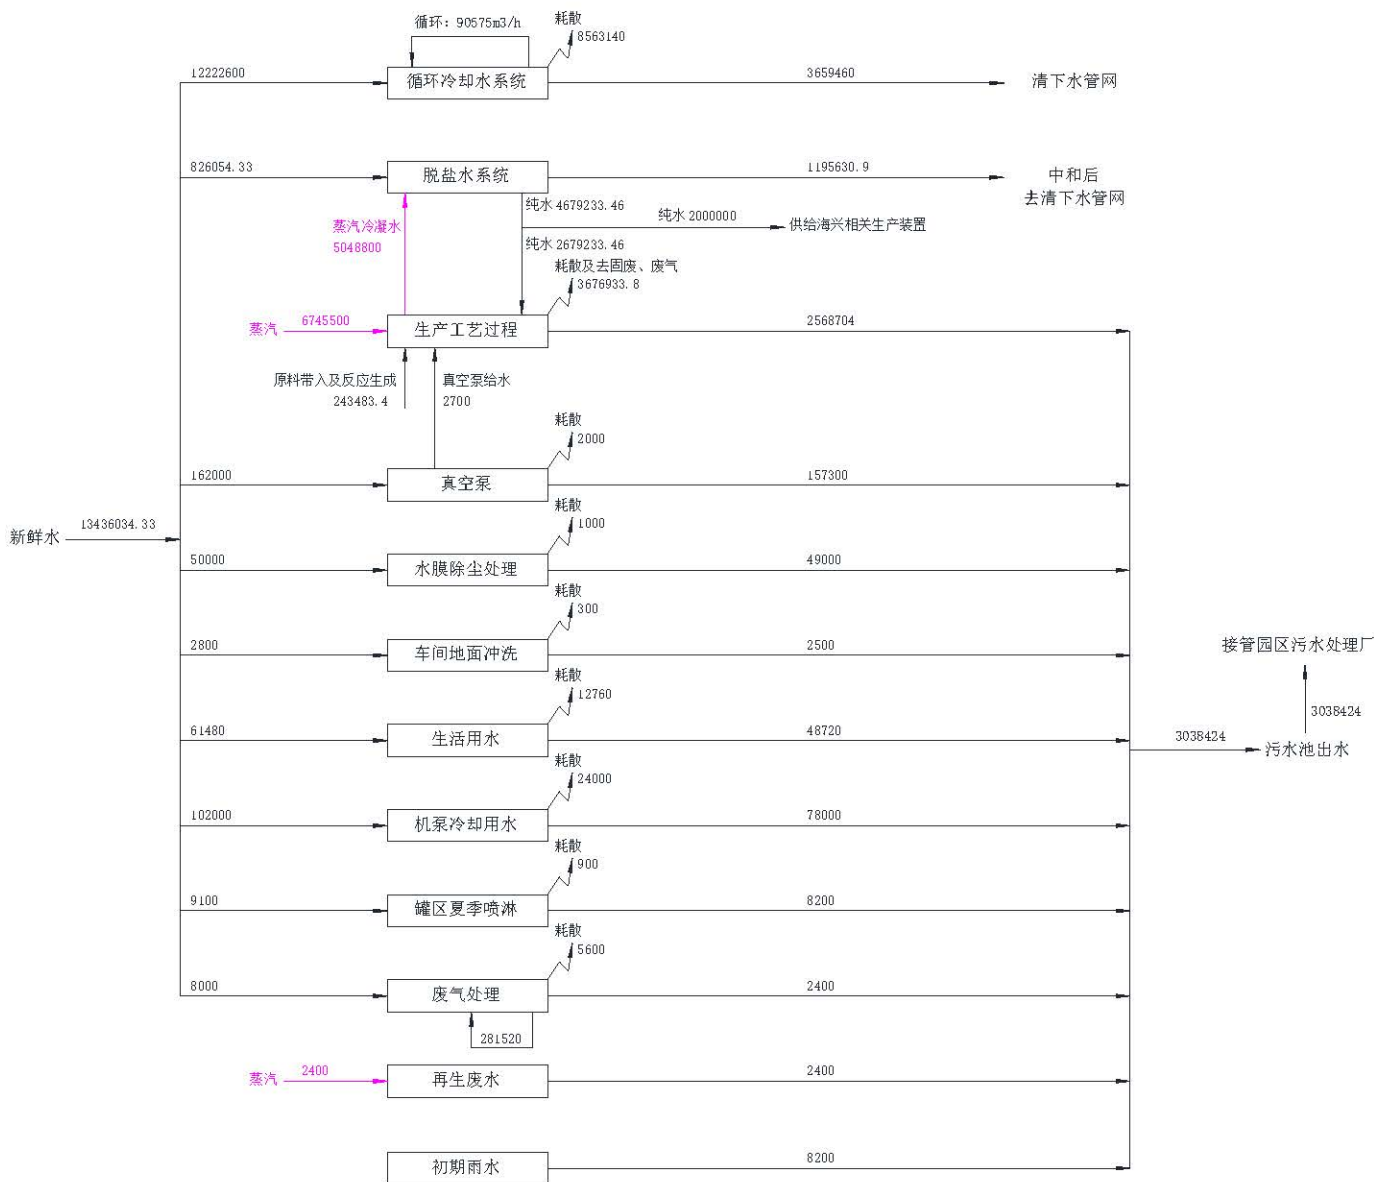 循环：90575m3/h
耗散
8563140
12222600
循环冷却水系统
3659460
清下水管网
826054.33
脱盐水系统
1195630.9
中和后
去清下水管网
纯水 4679233.46
纯水 2000000
供给海兴相关生产装置
蒸汽冷凝水
5048800
纯水 2679233.46
耗散及去固废、废气
3676933.8
蒸汽
6745500
生产工艺过程
2568704
原料带入及反应生成
243483.4
真空泵给水
2700
耗散
2000
162000
真空泵
157300
新鲜水
13436034.33
耗散
1000
50000
水膜除尘处理
49000
耗散
300
2800
车间地面冲洗
2500
接管园区污水处理厂
3038424
耗散
12760
61480
生活用水
48720
3038424
污水池出水
耗散
24000
102000
机泵冷却用水
78000
耗散
900
9100
罐区夏季喷淋
8200
耗散
5600
8000
废气处理
2400
281520
蒸汽
2400
再生废水
2400
初期雨水
8200